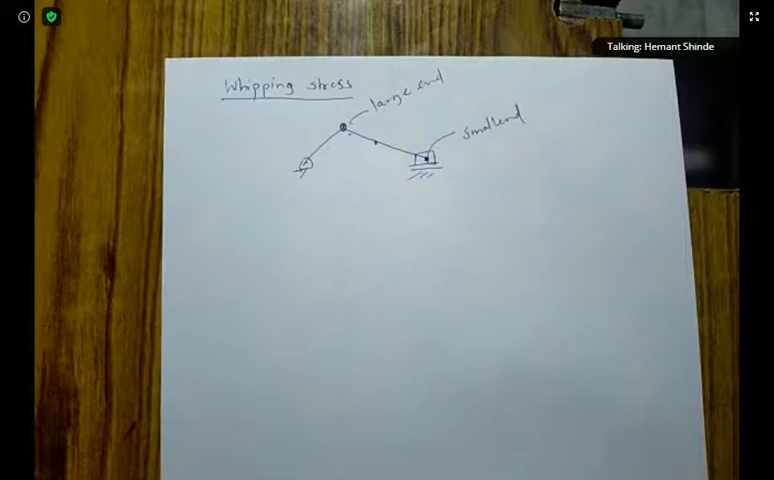 Talking: Hemant Shinde
Whipping stress
large end
small end